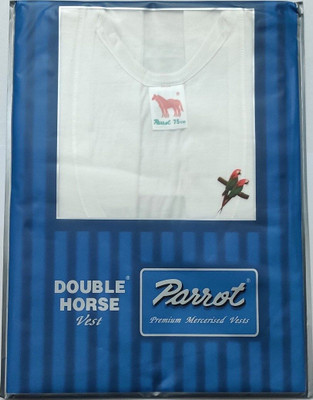 DOUBLE®
HORSE
Vest
Parrot®
Premium Mercerised Vests